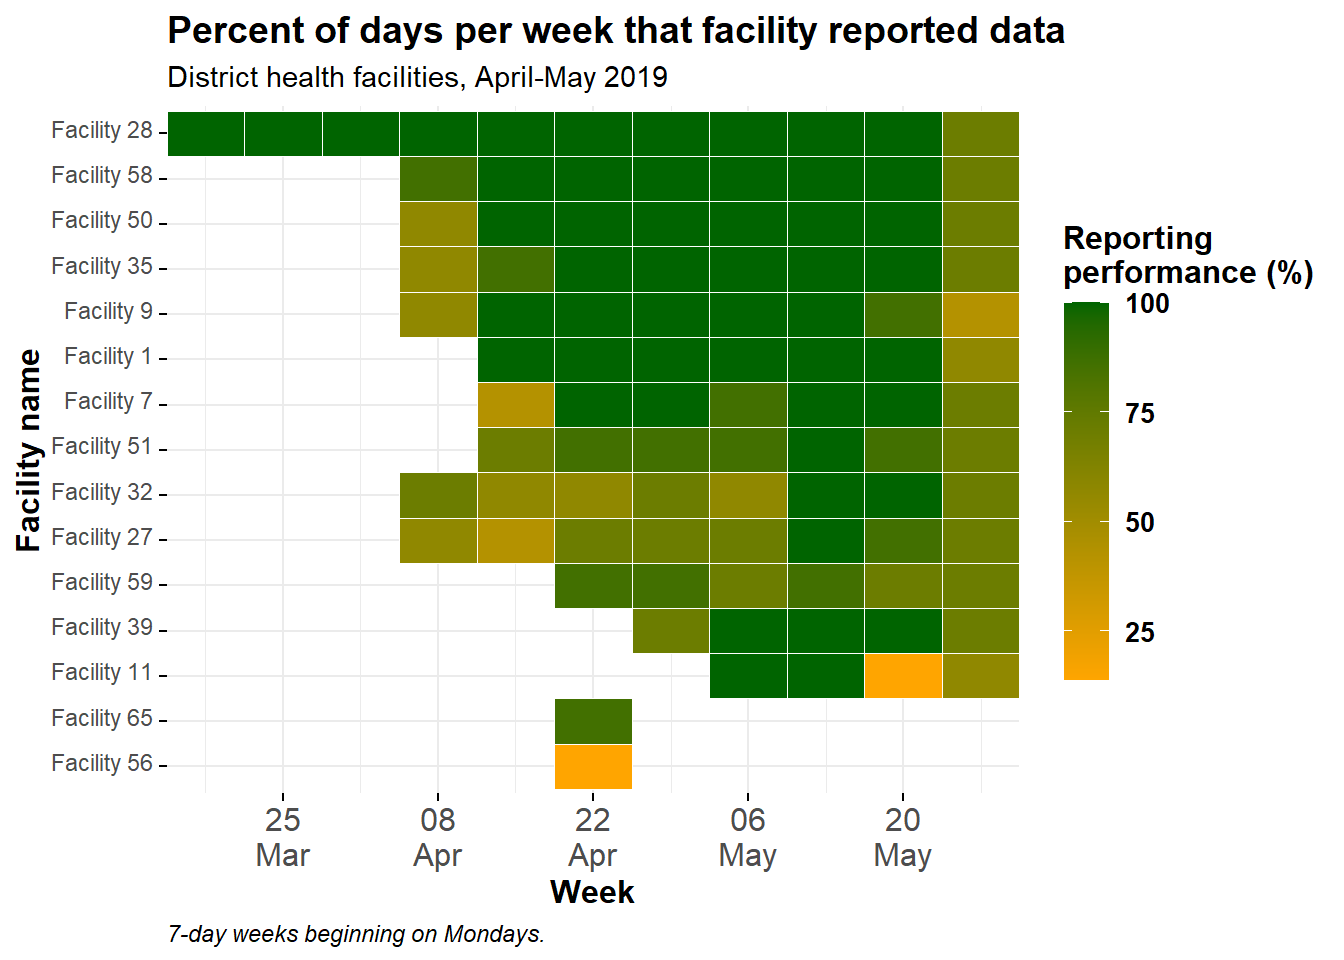 Percent of days per week that facility reported data
District health facilities, April-May 2019
Facility name
Facility 28
Facility 58
Facility 50
Facility 35
Facility 9
Facility 1
Facility 7
Facility 51
Facility 32
Facility 27
Facility 59
Facility 39
Facility 11
Facility 65
Facility 56
25
Mar
08
Apr
22
Apr
06
May
20
May
Week
7-day weeks beginning on Mondays.
Reporting
performance (%)
100
75
50
25